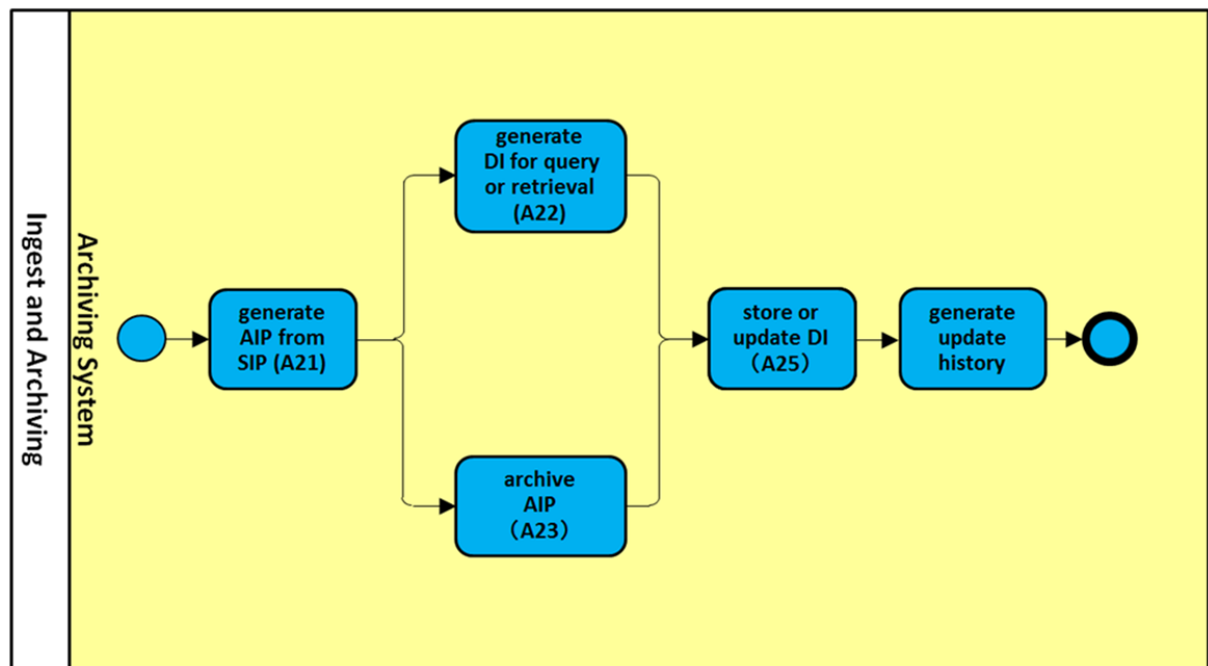 Ingest and Archiving
Archiving System
generate
AIP from
SIP (A21)
generate
DI for query
or retrieval
(A22)
archive
AIP
（A23）
store or
update DI
（A25）
generate
update
history